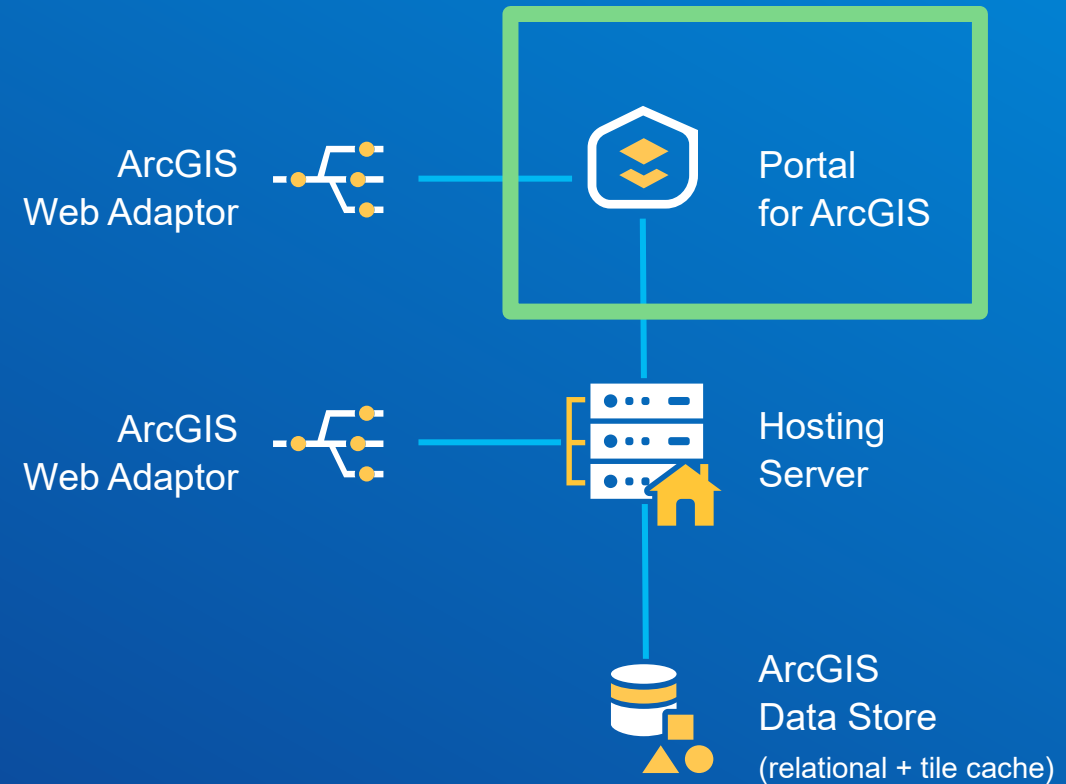 ArcGIS
Web Adaptor
Portal
for ArcGIS
ArcGIS
Web Adaptor
Hosting
Server
ArcGIS
Data Store
(relational + tile cache)